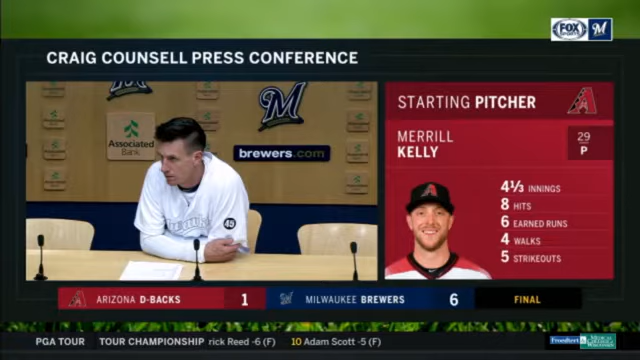 FOX
SPORTS
M
CRAIG COUNSELL PRESS CONFERENCE
M
Associated
Bank
brewers.com
45
STARTING PITCHER
MERRILL
KELLY
29
P
4⅓ INNINGS
8 HITS
6 EARNED RUNS
4 WALKS
5 STRIKEOUTS
ARIZONA D-BACKS 1 MILWAUKEE BREWERS 6 FINAL
PGA TOUR TOUR CHAMPIONSHIP rick Reed -6 (F) 10 Adam Scott -5 (F) Froedtert &